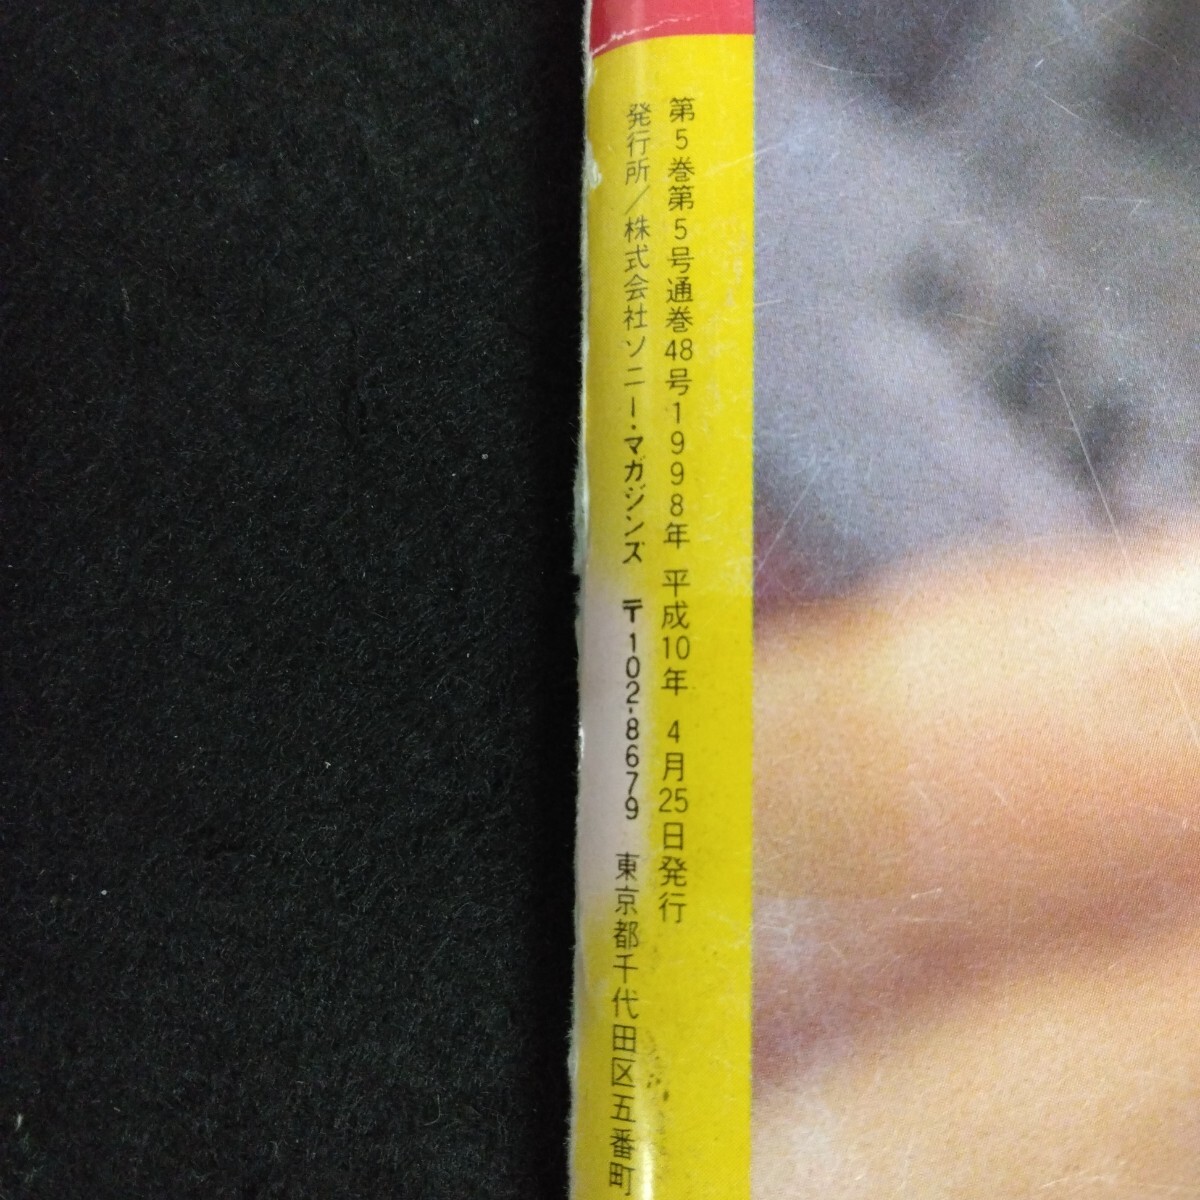 第5巻第5号通巻48号1998年 平成10年 4月25日発行
発行所/株式会社ソニー・マガジンズ 〒102-8679 東京都千代田区五番町